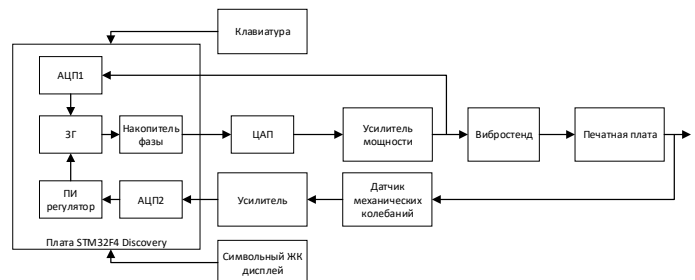 Клавиатура
АЦП1
ЗГ
Накопитель
фазы
ЦАП
Усилитель
мощности
Вибростенд
Печатная плата
ПИ
регулятор
АЦП2
Усилитель
Датчик
механических
колебаний
Плата STM32F4 Discovery
Символьный ЖК
дисплей